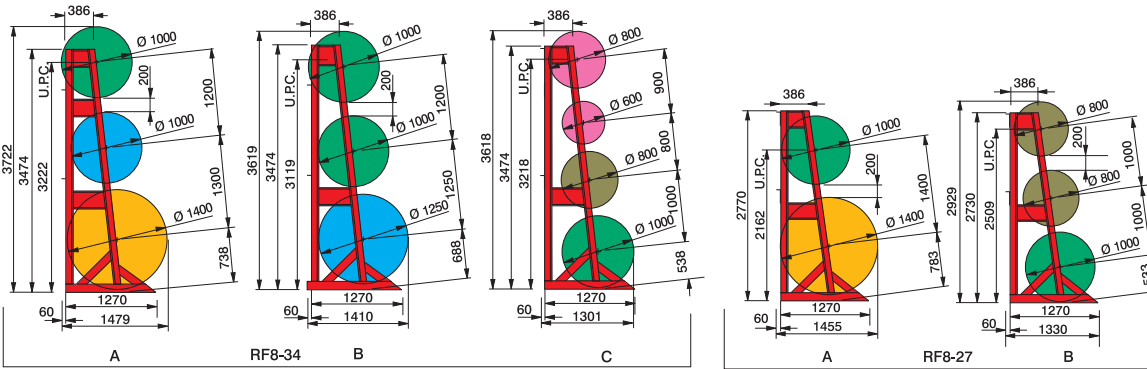 386
Ø 1000
200
1200
U.P.C.
3722
3474
3222
Ø 1000
1300
Ø 1400
738
1270
60
1479
A
386
Ø 1000
200
1200
U.P.C.
3619
3474
3119
Ø 1000
1250
Ø 1250
688
1270
60
1410
B
RF8-34
386
Ø 800
900
U.P.C.
3618
3474
3218
Ø 600
800
Ø 800
1000
Ø 1000
538
1270
60
1301
C
386
Ø 1000
200
1400
U.P.C.
2770
2162
Ø 1400
783
1270
60
1455
A
RF8-27
386
Ø 800
200
1000
U.P.C.
2929
2730
2509
Ø 800
1000
Ø 1000
533
1270
60
1330
B